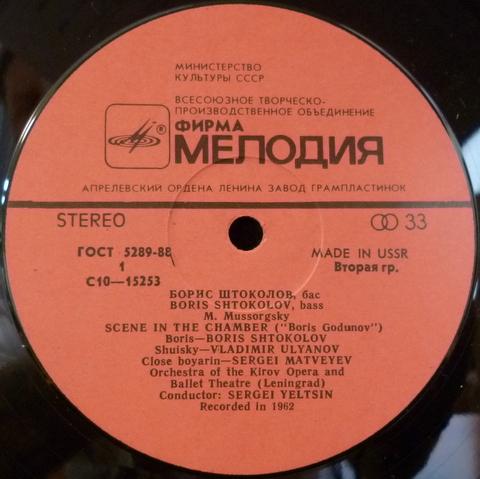 МИНИСТЕРСТВО
КУЛЬТУРЫ СССР
ВСЕСОЮЗНОЕ ТВОРЧЕСКО-
ПРОИЗВОДСТВЕННОЕ ОБЪЕДИНЕНИЕ
ФИРМА
® МЕЛОДИЯ
АПРЕЛЕВСКИЙ ОРДЕНА ЛЕНИНА ЗАВОД ГРАМПЛАСТИНОК
STEREO 33
ГОСТ 5289-88 MADE IN USSR
1 Вторая гр.
С10—15253
БОРИС ШТОКОЛОВ, бас
BORIS SHTOKOLOV, bass
M. Mussorgsky
SCENE IN THE CHAMBER ("Boris Godunov")
Boris—BORIS SHTOKOLOV
Shuisky—VLADIMIR ULYANOV
Close boyarin—SERGEI MATVEYEV
Orchestra of the Kirov Opera and
Ballet Theatre (Leningrad)
Conductor: SERGEI YELTSIN
Recorded in 1962